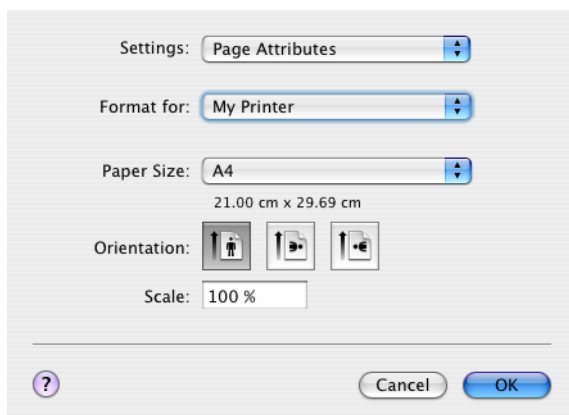 Settings: Page Attributes
Format for: My Printer
Paper Size: A4
21.00 cm x 29.69 cm
Orientation:
Scale: 100 %
? Cancel OK